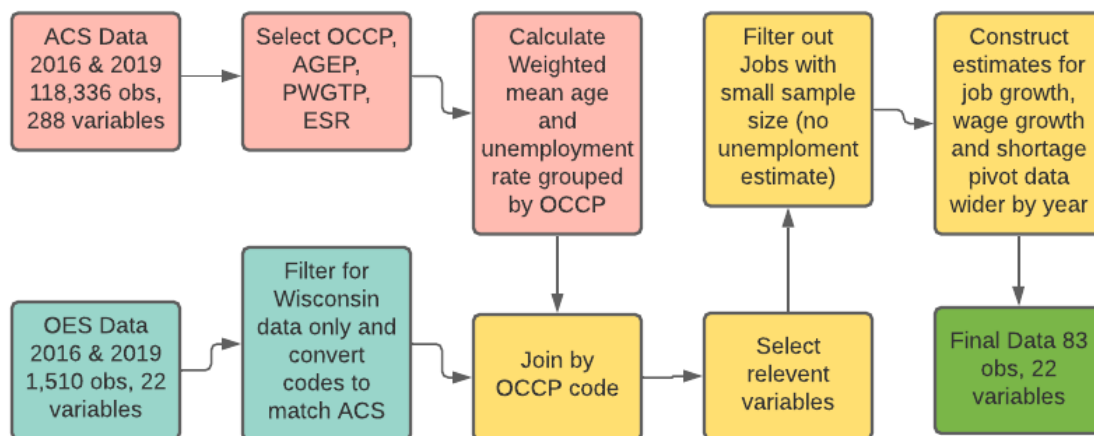 ACS Data
2016 & 2019
118,336 obs,
288 variables
Select OCCP,
AGEP,
PWGTP,
ESR
Calculate
Weighted
mean age
and
unemployment
rate grouped
by OCCP
Filter out
Jobs with
small sample
size (no
unemploment
estimate)
Construct
estimates for
job growth,
wage growth
and shortage
pivot data
wider by year
OES Data
2016 & 2019
1,510 obs, 22
variables
Filter for
Wisconsin
data only and
convert
codes to
match ACS
Join by
OCCP code
Select
relevent
variables
Final Data 83
obs, 22
variables